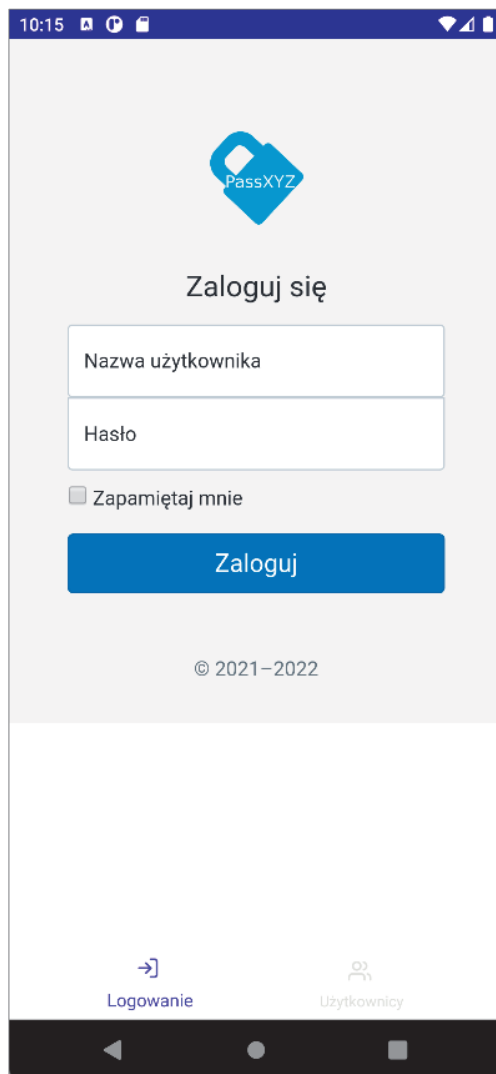 10:15
PassXYZ
Zaloguj się
Nazwa użytkownika
Hasło
Zapamiętaj mnie
Zaloguj
© 2021–2022
Logowanie
Użytkownicy